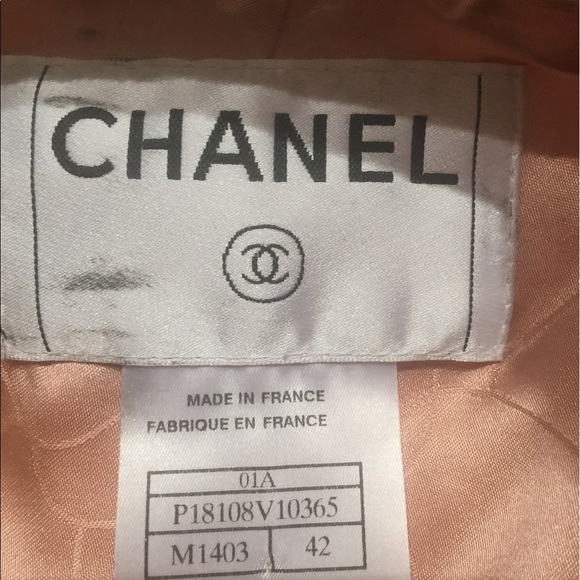 CHANEL
MADE IN FRANCE
FABRIQUE EN FRANCE
01A
P18108V10365
M1403 42